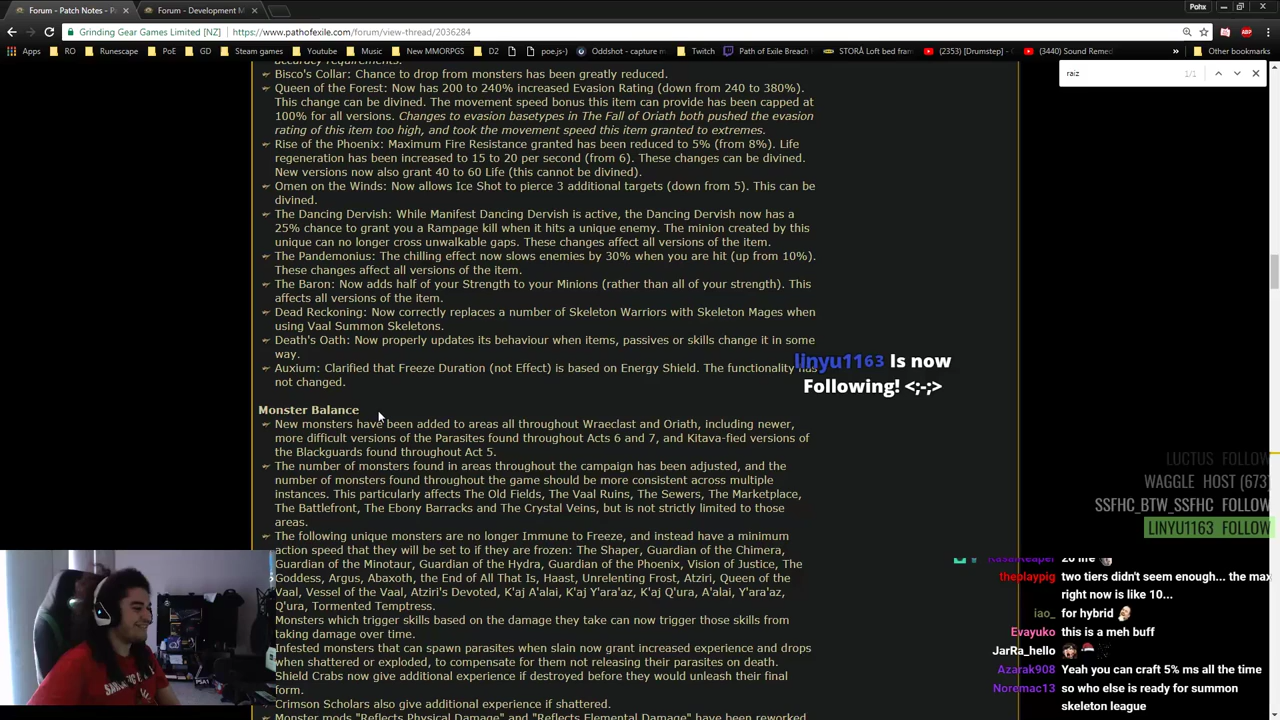 Forum - Patch Notes - P
Forum - Development M
Pohx
Grinding Gear Games Limited [NZ]
https://www.pathofexile.com/forum/view-thread/2036284
Apps
RO
Runescape
PoE
GD
Steam games
Youtube
Music
New MMORPGS
D2
poe.js-)
Oddshot - capture m
Twitch
Path of Exile Breach
STORÅ Loft bed fram
(2353) [Drumstep] —
(3440) Sound Remed
Other bookmarks
raiz
1/1
accuracy requirements.
Bisco's Collar: Chance to drop from monsters has been greatly reduced.
Queen of the Forest: Now has 200 to 240% increased Evasion Rating (down from 240 to 380%).
This change can be divined. The movement speed bonus this item can provide has been capped at
100% for all versions. Changes to evasion basetypes in The Fall of Oriath both pushed the evasion
rating of this item too high, and took the movement speed this item granted to extremes.
Rise of the Phoenix: Maximum Fire Resistance granted has been reduced to 5% (from 8%). Life
regeneration has been increased to 15 to 20 per second (from 6). These changes can be divined.
New versions now also grant 40 to 60 Life (this cannot be divined).
Omen on the Winds: Now allows Ice Shot to pierce 3 additional targets (down from 5). This can be
divined.
The Dancing Dervish: While Manifest Dancing Dervish is active, the Dancing Dervish now has a
25% chance to grant you a Rampage kill when it hits a unique enemy. The minion created by this
unique can no longer cross unwalkable gaps. These changes affect all versions of the item.
The Pandemonius: The chilling effect now slows enemies by 30% when you are hit (up from 10%).
These changes affect all versions of the item.
The Baron: Now adds half of your Strength to your Minions (rather than all of your strength). This
affects all versions of the item.
Dead Reckoning: Now correctly replaces a number of Skeleton Warriors with Skeleton Mages when
using Vaal Summon Skeletons.
Death's Oath: Now properly updates its behaviour when items, passives or skills change it in some
way.
Auxium: Clarified that Freeze Duration (not Effect) is based on Energy Shield. The functionality has
not changed.
linyu1163 Is now
Following! <;-;>
Monster Balance
New monsters have been added to areas all throughout Wraeclast and Oriath, including newer,
more difficult versions of the Parasites found throughout Acts 6 and 7, and Kitava-fied versions of
the Blackguards found throughout Act 5.
The number of monsters found in areas throughout the campaign has been adjusted, and the
number of monsters found throughout the game should be more consistent across multiple
instances. This particularly affects The Old Fields, The Vaal Ruins, The Sewers, The Marketplace,
The Battlefront, The Ebony Barracks and The Crystal Veins, but is not strictly limited to those
areas.
The following unique monsters are no longer Immune to Freeze, and instead have a minimum
action speed that they will be set to if they are frozen: The Shaper, Guardian of the Chimera,
Guardian of the Minotaur, Guardian of the Hydra, Guardian of the Phoenix, Vision of Justice, The
Goddess, Argus, Abaxoth, the End of All That Is, Haast, Unrelenting Frost, Atziri, Queen of the
Vaal, Vessel of the Vaal, Atziri's Devoted, K'aj A'alai, K'aj Y'ara'az, K'aj Q'ura, A'alai, Y'ara'az,
Q'ura, Tormented Temptress.
Monsters which trigger skills based on the damage they take can now trigger those skills from
taking damage over time.
Infested monsters that can spawn parasites when slain now grant increased experience and drops
when shattered or exploded, to compensate for them not releasing their parasites on death.
Shield Crabs now give additional experience if destroyed before they would unleash their final
form.
Crimson Scholars also give additional experience if shattered.
Monster mods "Reflects Physical Damage" and "Reflects Elemental Damage" have been reworked
LUCTUS FOLLOW
WAGGLE HOST (673)
SSFHC_BTW_SSFHC FOLLOW
LINYU1163 FOLLOW
20 life
theplaypig two tiers didn't seem enough... the max
right now is like 10...
iao_ for hybrid
Evayuko this is a meh buff
JarRa_hello
Azarak908 Yeah you can craft 5% ms all the time
Noremac13 so who else is ready for summon
skeleton league